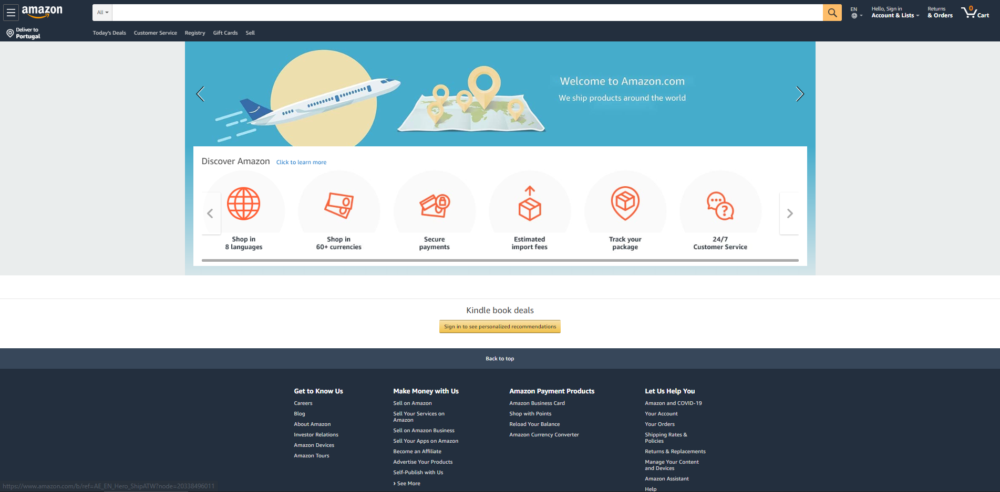 amazon
All
EN
Hello, Sign in
Account & Lists
Returns
& Orders
0
Cart
Deliver to
Portugal
Today's Deals
Customer Service
Registry
Gift Cards
Sell
Welcome to Amazon.com
We ship products around the world
Discover Amazon
Click to learn more
Shop in
8 languages
Shop in
60+ currencies
Secure
payments
Estimated
import fees
Track your
package
24/7
Customer Service
Kindle book deals
Sign in to see personalized recommendations
Back to top
Get to Know Us
Careers
Blog
About Amazon
Investor Relations
Amazon Devices
Amazon Tours
Make Money with Us
Sell on Amazon
Sell Your Services on
Amazon
Sell on Amazon Business
Sell Your Apps on Amazon
Become an Affiliate
Advertise Your Products
Self-Publish with Us
› See More
Amazon Payment Products
Amazon Business Card
Shop with Points
Reload Your Balance
Amazon Currency Converter
Let Us Help You
Amazon and COVID-19
Your Account
Your Orders
Shipping Rates &
Policies
Returns & Replacements
Manage Your Content
and Devices
Amazon Assistant
Help
https://www.amazon.com/b/ref=AE_EN_Hero_ShipATW?node=20338496011